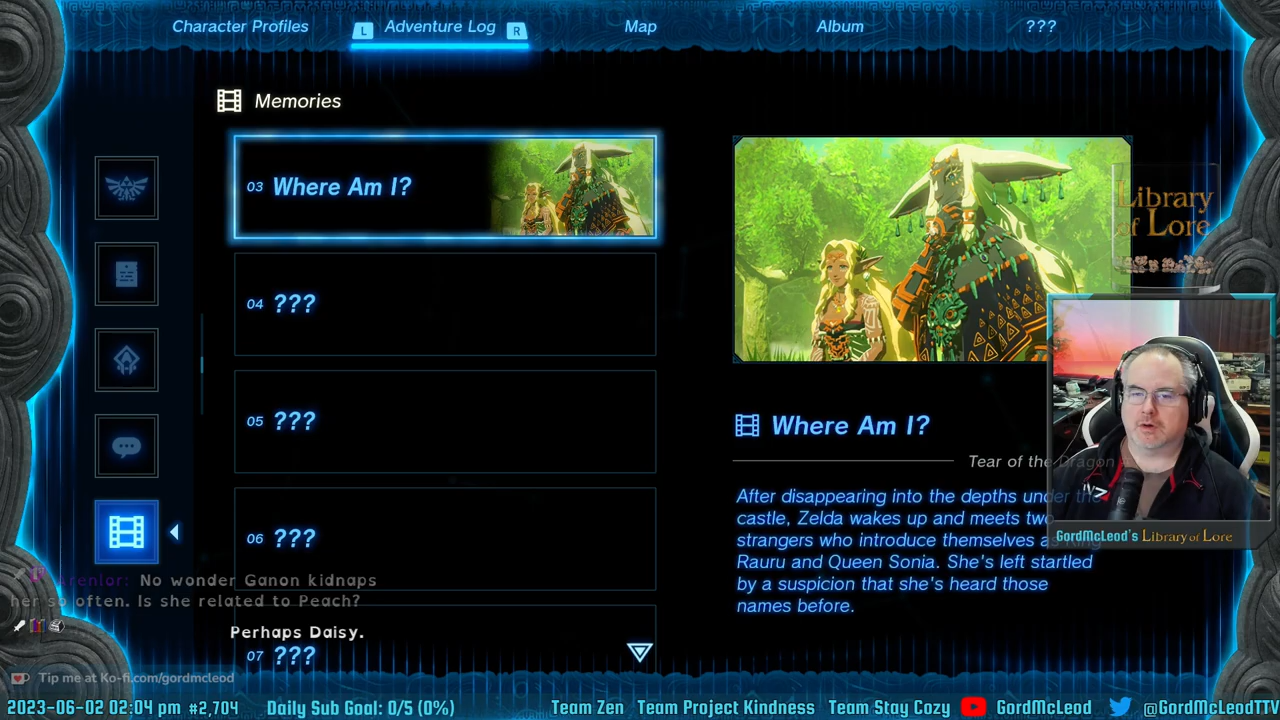 Character Profiles
L Adventure Log R
Map
Album
???
Memories
03 Where Am I?
04 ???
05 ???
06 ???
07 ???
Library
of Lore
Where Am I?
Tear of the Dragon
After disappearing into the depths under the
castle, Zelda wakes up and meets two
strangers who introduce themselves as King
Rauru and Queen Sonia. She's left startled
by a suspicion that she's heard those
names before.
GordMcLeod's Library of Lore
Arenlor: No wonder Ganon kidnaps
her so often. Is she related to Peach?
Perhaps Daisy.
Tip me at Ko-fi.com/gordmcleod
2023-06-02 02:04 pm #2,704 Daily Sub Goal: 0/5 (0%) Team Zen Team Project Kindness Team Stay Cozy GordMcLeod @GordMcLeodTTV